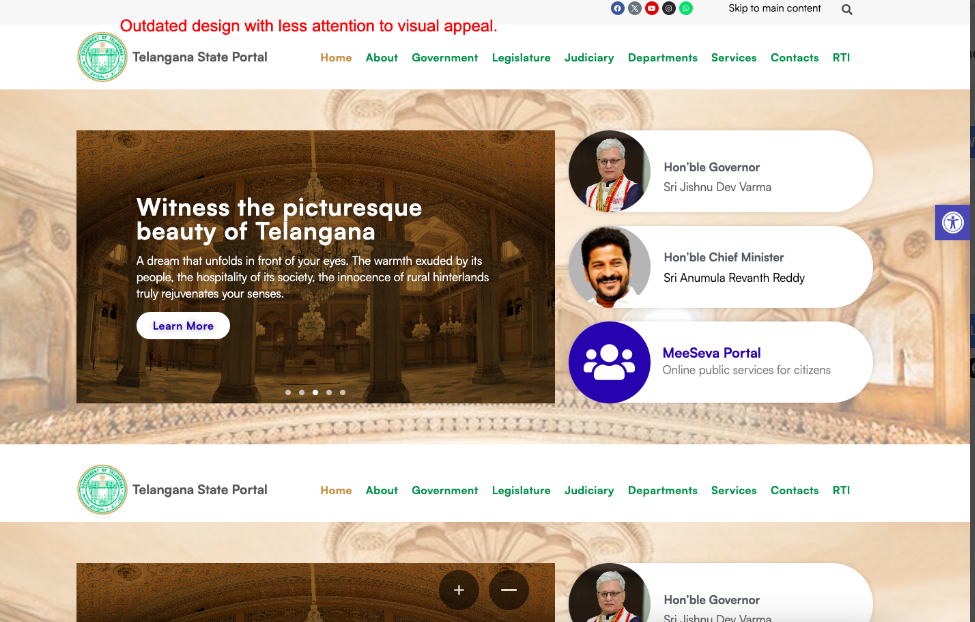 Skip to main content
Outdated design with less attention to visual appeal.
Telangana State Portal
Home About Government Legislature Judiciary Departments Services Contacts RTI
Witness the picturesque
beauty of Telangana
A dream that unfolds in front of your eyes. The warmth exuded by its
people, the hospitality of its society, the innocence of rural hinterlands
truly rejuvenates your senses.
Learn More
Hon'ble Governor
Sri Jishnu Dev Varma
Hon'ble Chief Minister
Sri Anumula Revanth Reddy
MeeSeva Portal
Online public services for citizens
Telangana State Portal
Home About Government Legislature Judiciary Departments Services Contacts RTI
Hon'ble Governor
Sri Jishnu Dev Varma